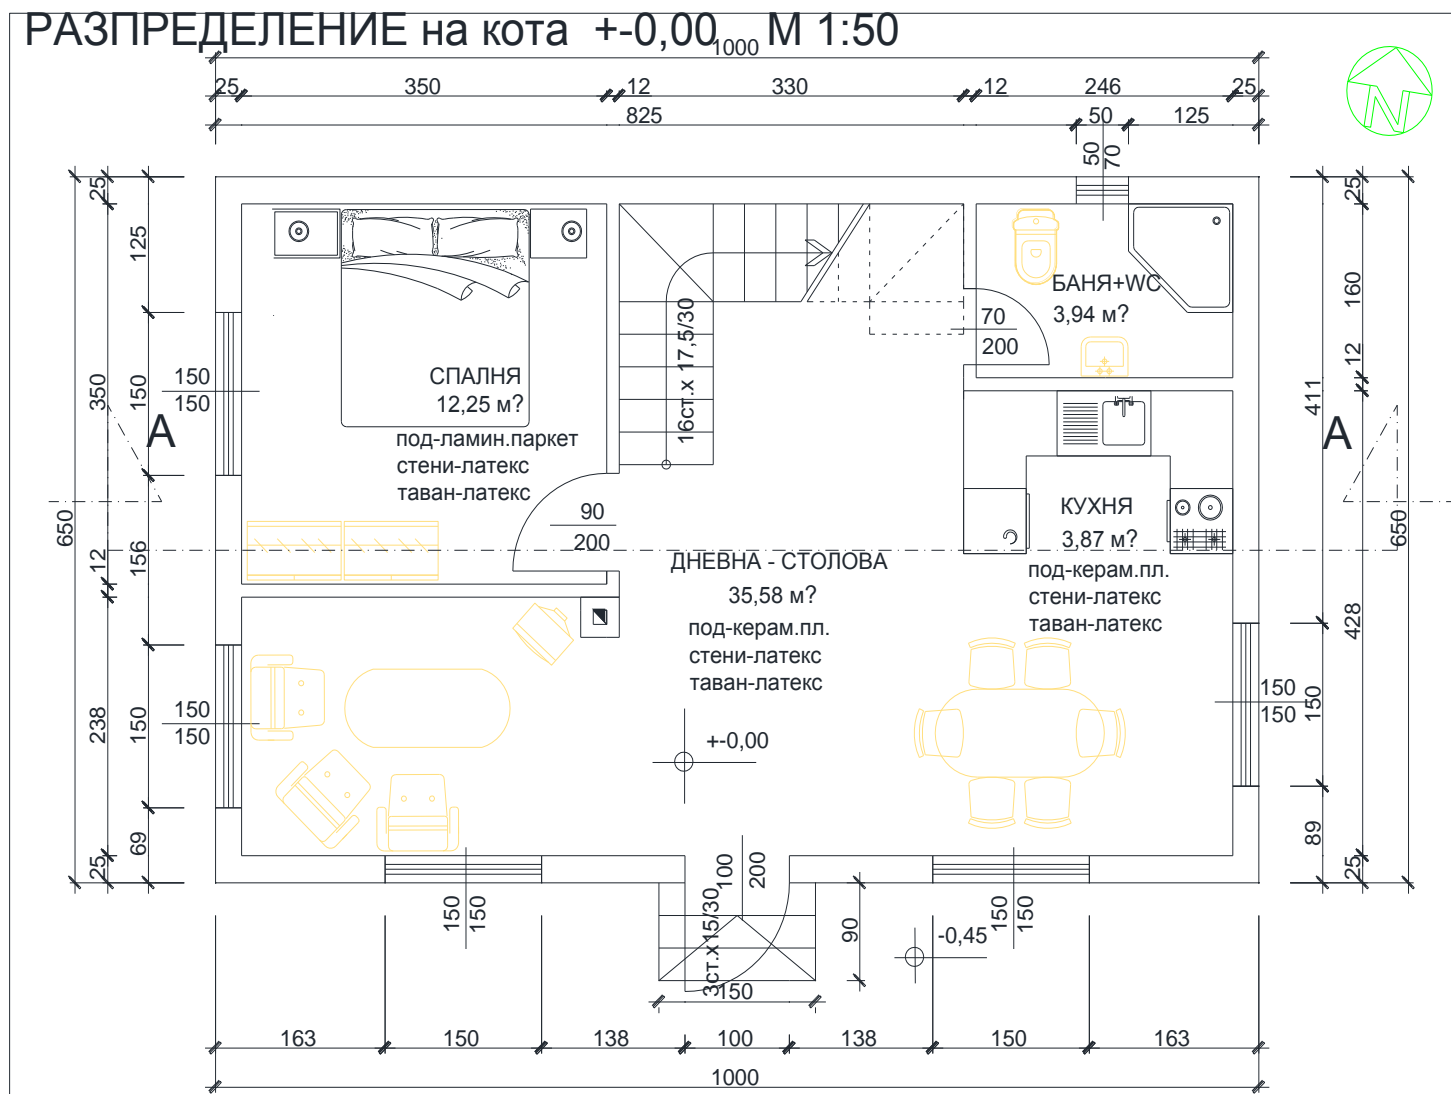 РАЗПРЕДЕЛЕНИЕ на кота +-0,00 М 1:50
1000
25 350 12 330 12 246 25
825 50 125
50
70
N
25
125
150
150
350
150
А
12
156
650
150
150
238
150
69
25
СПАЛНЯ
12,25 м?
под-ламин.паркет
стени-латекс
таван-латекс
90
200
16ст.x 17,5/30
БАНЯ+WC
3,94 м?
70
200
КУХНЯ
3,87 м?
под-керам.пл.
стени-латекс
таван-латекс
ДНЕВНА - СТОЛОВА
35,58 м?
под-керам.пл.
стени-латекс
таван-латекс
+-0,00
25
160
12
411
А
650
428
150
150
150
89
25
100
200
3ст.x15/30
90
-0,45
150
150
150
150
150
163 150 138 100 138 150 163
1000